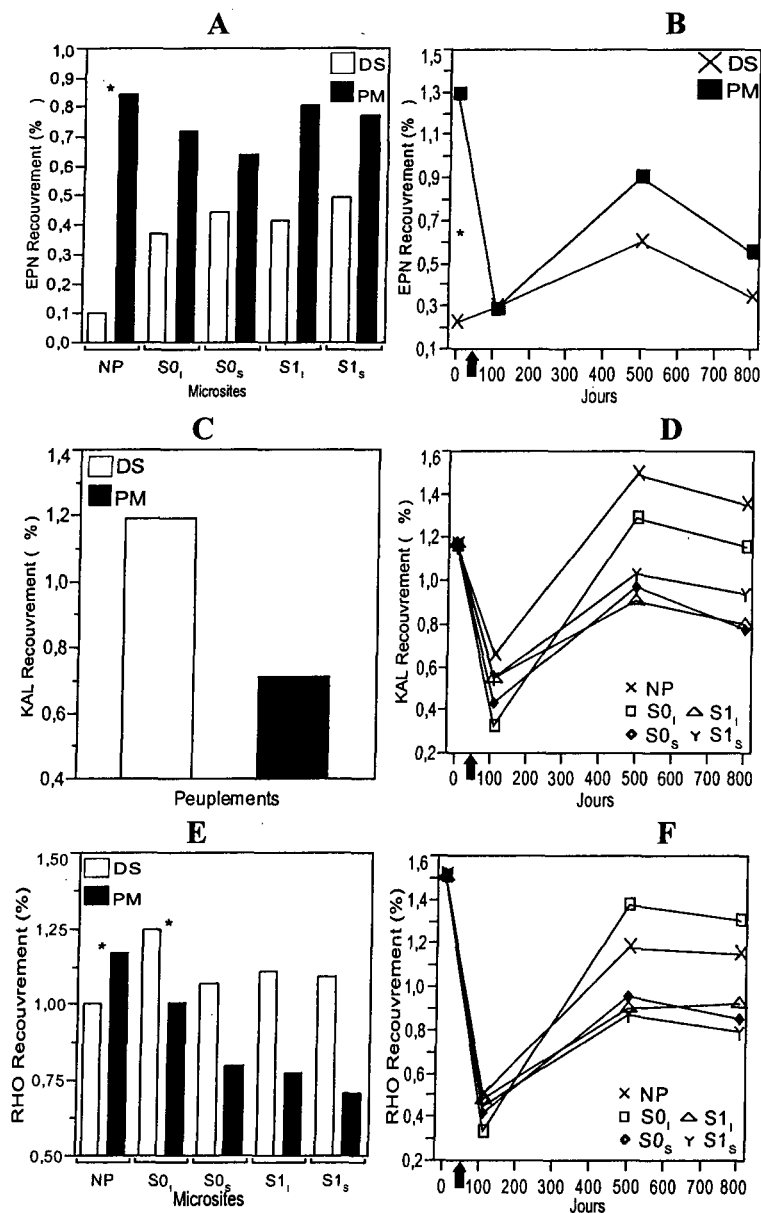 A
EPN Recouvrement (% )
1,0
0,9
0,8
0,7
0,6
0,5
0,4
0,3
0,2
0,1
0,0
DS
PM
*
NP S0I S0S S1I S1S
Microsites
B
EPN Recouvrement (%)
1,5
1,3
1,1
0,9
0,7
0,5
0,3
0,1
DS
PM
*
0 100 200 300 400 500 600 700 800
Jours
C
KAL Recouvrement ( %)
1,4
1,2
1,0
0,8
0,6
0,4
DS
PM
Peuplements
D
KAL Recouvrement (%)
1,6
1,4
1,2
1,0
0,8
0,6
0,4
0,2
NP
S0I S1I
S0S S1S
0 100 200 300 400 500 600 700 800
Jours
E
RHO Recouvrement (%)
1,50
1,25
1,00
0,75
0,50
DS
PM
* *
NP S0I S0S S1I S1S
Microsites
F
RHO Recouvrement (%)
1,6
1,4
1,2
1,0
0,8
0,6
0,4
0,2
NP
S0I S1I
S0S S1S
0 100 200 300 400 500 600 700 800
Jours